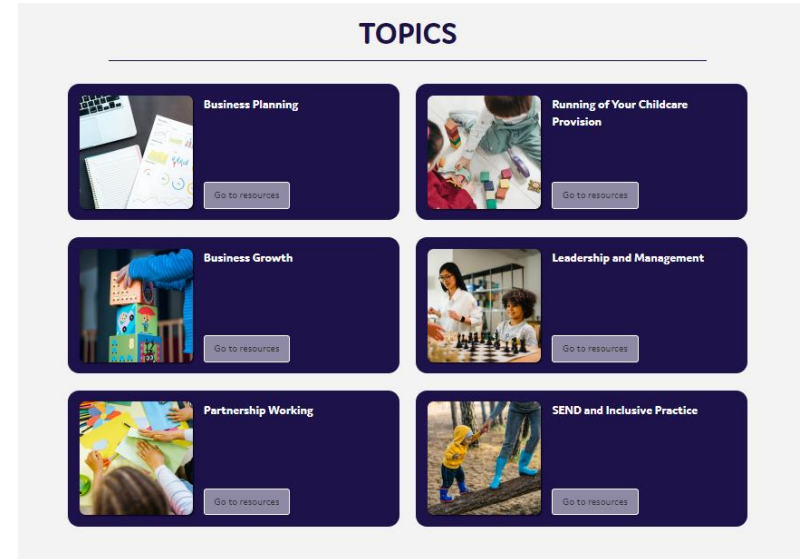 TOPICS
Business Planning
Go to resources
Running of Your Childcare
Provision
Go to resources
Business Growth
Go to resources
Leadership and Management
Go to resources
Partnership Working
Go to resources
SEND and Inclusive Practice
Go to resources